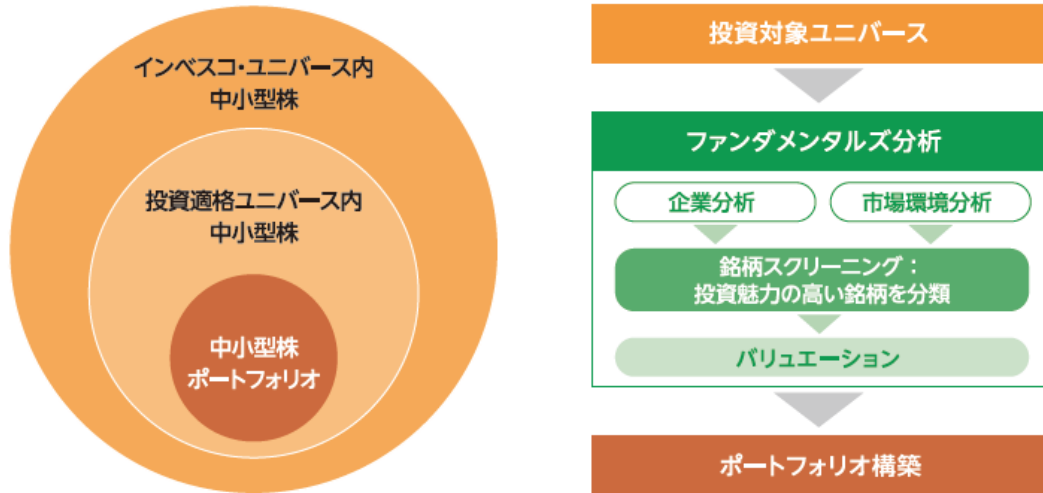 インベスコ・ユニバース内
中小型株
投資適格ユニバース内
中小型株
中小型株
ポートフォリオ
投資対象ユニバース
ファンダメンタルズ分析
企業分析
市場環境分析
銘柄スクリーニング：
投資魅力の高い銘柄を分類
バリュエーション
ポートフォリオ構築